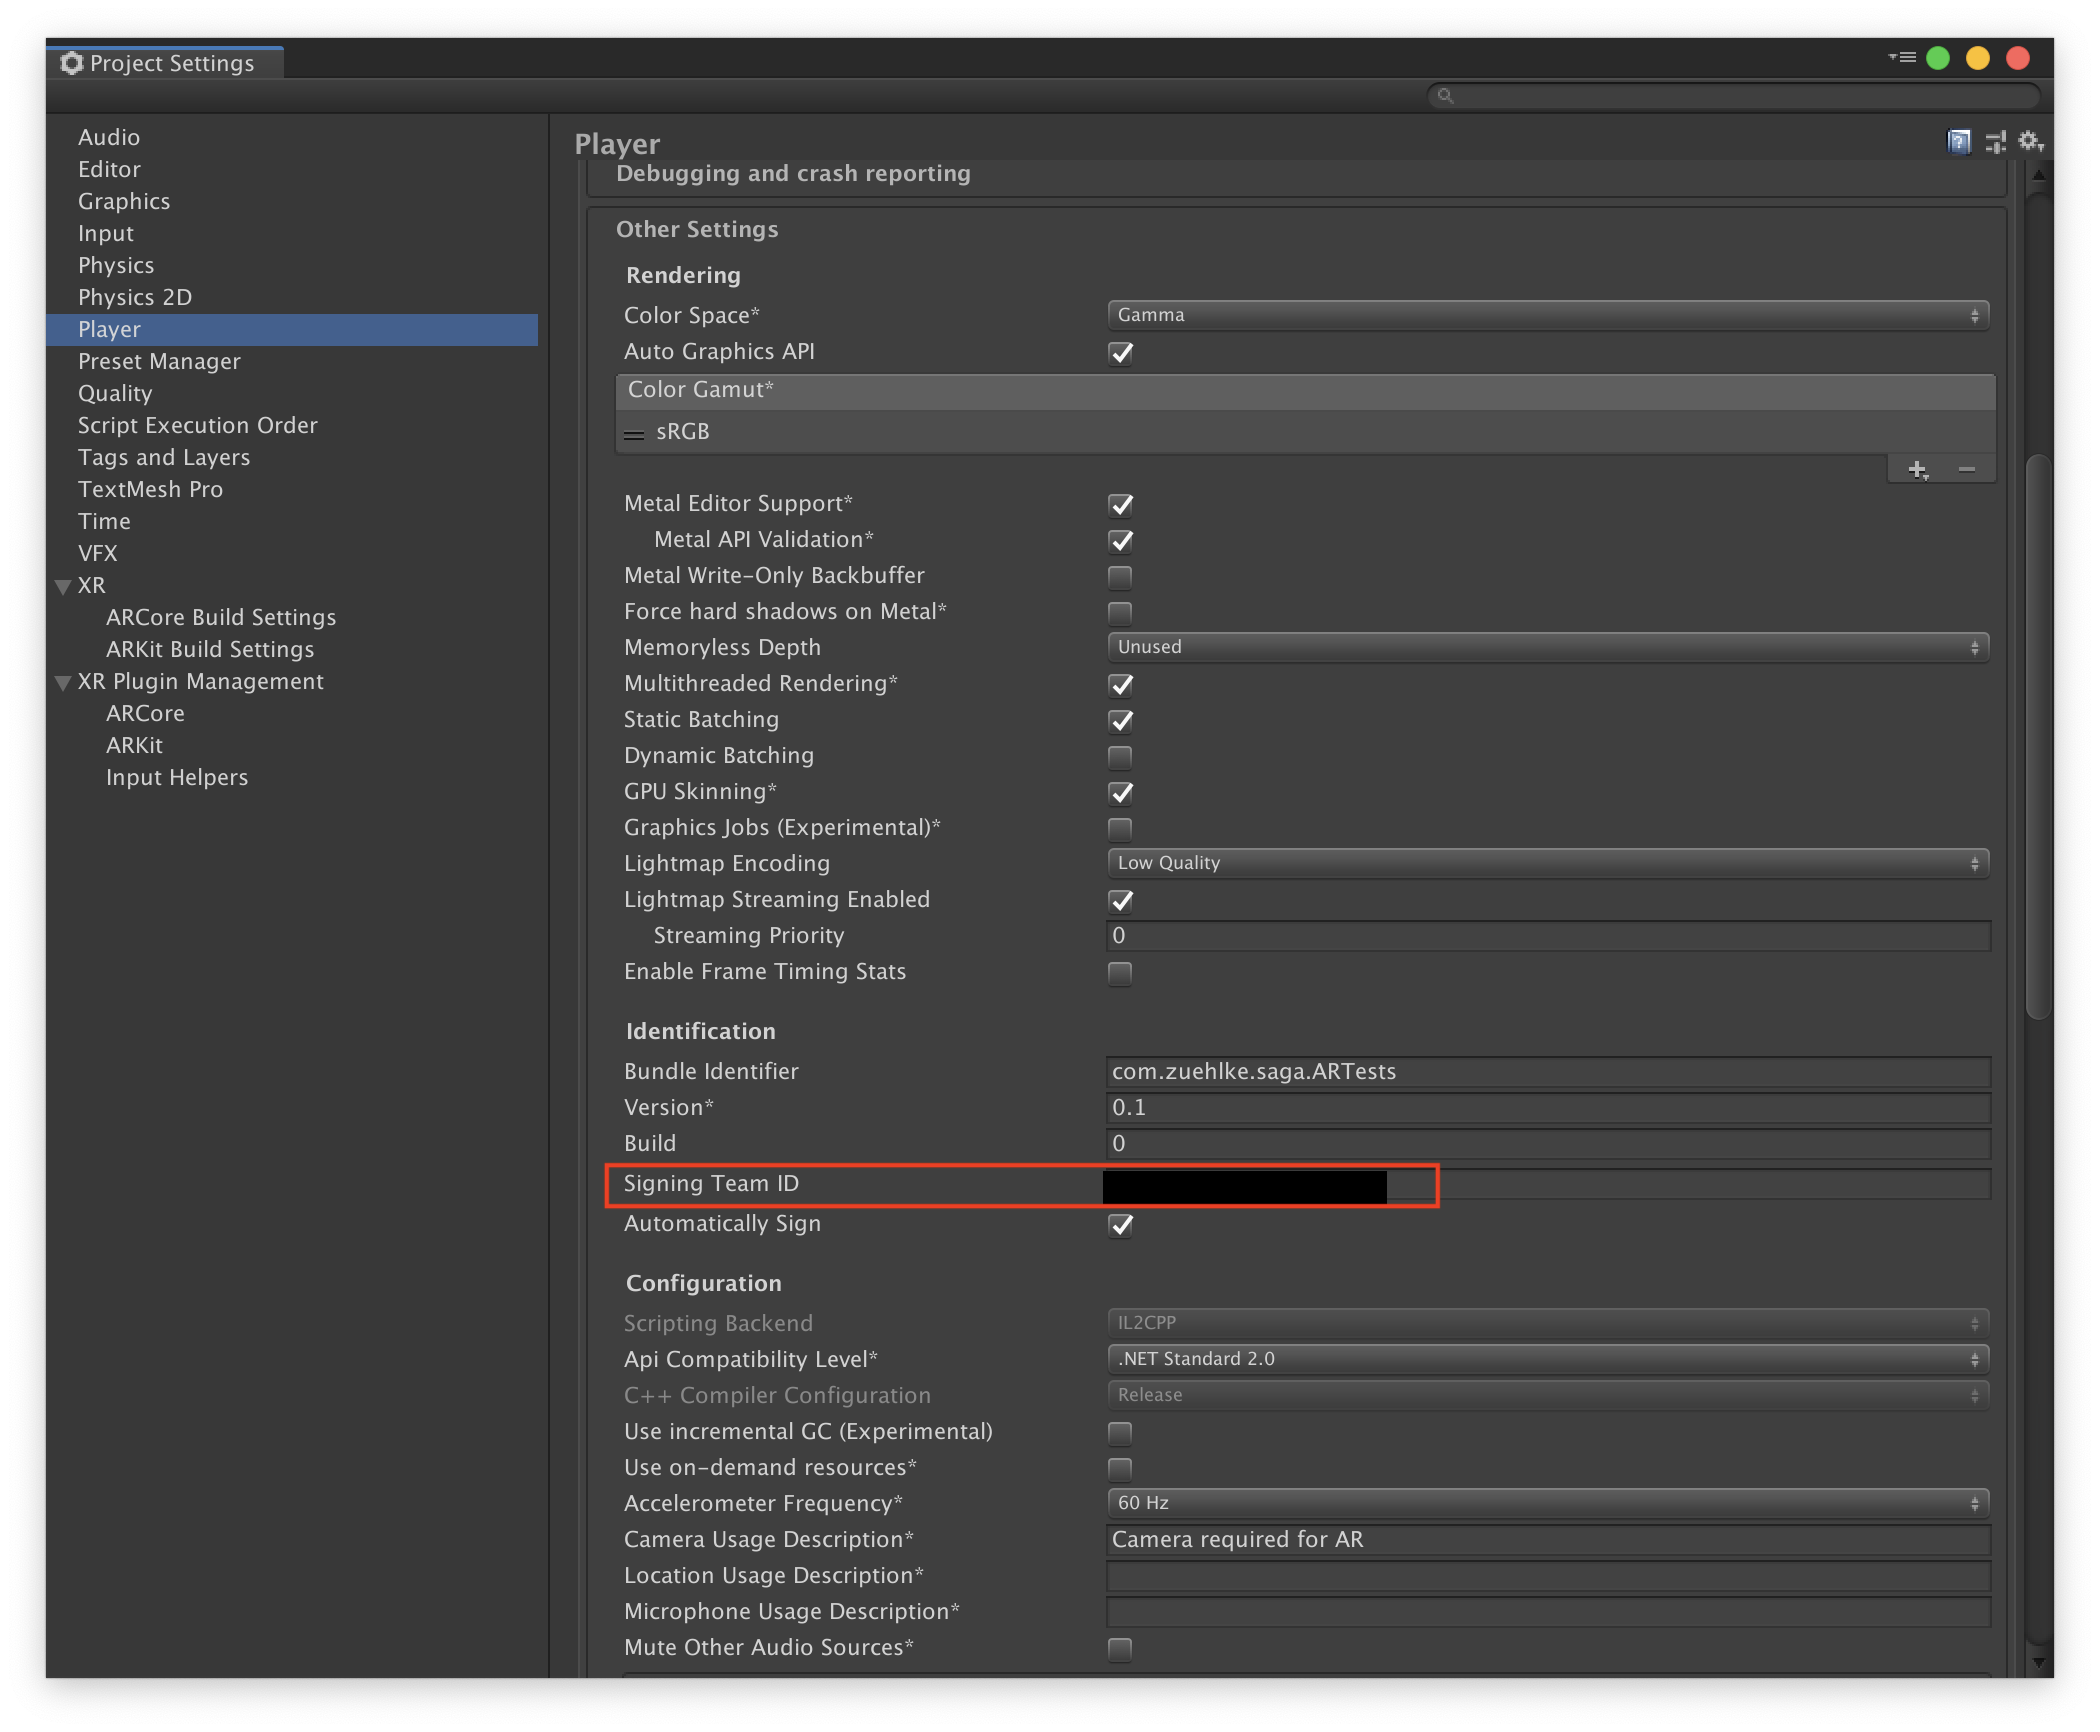 Project Settings
Audio
Editor
Graphics
Input
Physics
Physics 2D
Player
Preset Manager
Quality
Script Execution Order
Tags and Layers
TextMesh Pro
Time
VFX
XR
ARCore Build Settings
ARKit Build Settings
XR Plugin Management
ARCore
ARKit
Input Helpers
Player
Debugging and crash reporting
Other Settings
Rendering
Color Space* Gamma
Auto Graphics API
Color Gamut*
sRGB
Metal Editor Support*
Metal API Validation*
Metal Write-Only Backbuffer
Force hard shadows on Metal*
Memoryless Depth Unused
Multithreaded Rendering*
Static Batching
Dynamic Batching
GPU Skinning*
Graphics Jobs (Experimental)*
Lightmap Encoding Low Quality
Lightmap Streaming Enabled
Streaming Priority 0
Enable Frame Timing Stats
Identification
Bundle Identifier com.zuehlke.saga.ARTests
Version* 0.1
Build 0
Signing Team ID
Automatically Sign
Configuration
Scripting Backend IL2CPP
Api Compatibility Level* .NET Standard 2.0
C++ Compiler Configuration Release
Use incremental GC (Experimental)
Use on-demand resources*
Accelerometer Frequency* 60 Hz
Camera Usage Description* Camera required for AR
Location Usage Description*
Microphone Usage Description*
Mute Other Audio Sources*